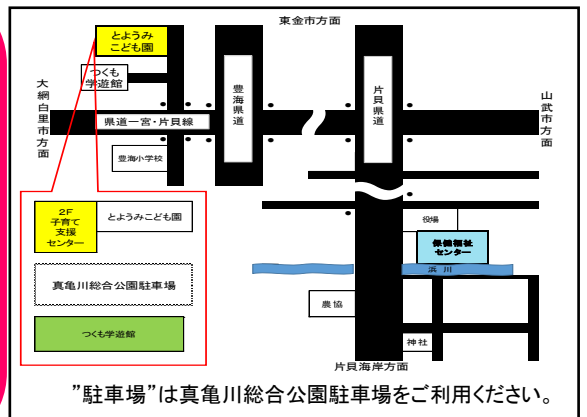 東金市方面
とようみ
こども園
つくも
学遊館
大網白里市方面
豊海県道
片貝県道
山武市方面
県道一宮・片貝線
豊海小学校
2F
子育て
支援
センター
とようみこども園
役場
保健福祉
センター
浜川
真亀川総合公園駐車場
農協
つくも学遊館
神社
片貝海岸方面
”駐車場”は真亀川総合公園駐車場をご利用ください。